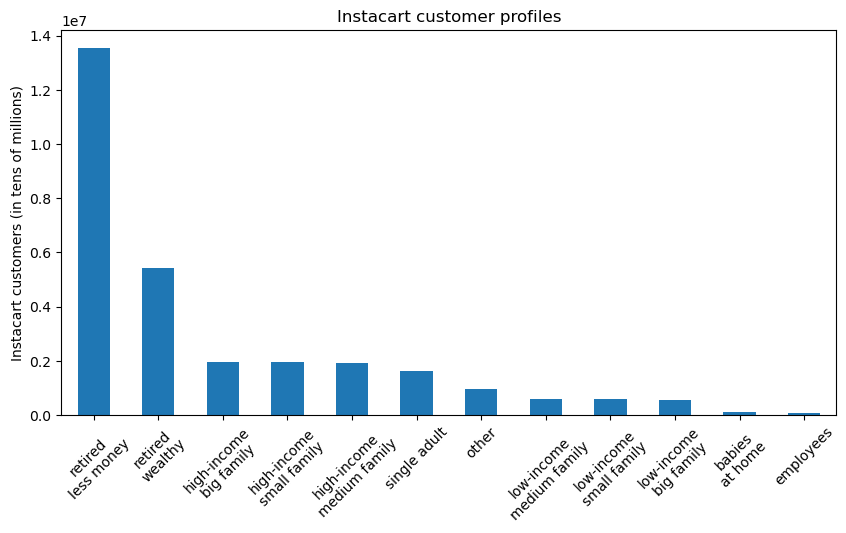 Instacart customer profiles
1e7
Instacart customers (in tens of millions)
1.4
1.2
1.0
0.8
0.6
0.4
0.2
0.0
retired
less money
retired
wealthy
high-income
big family
high-income
small family
high-income
medium family
single adult
other
low-income
medium family
low-income
small family
low-income
big family
babies
at home
employees